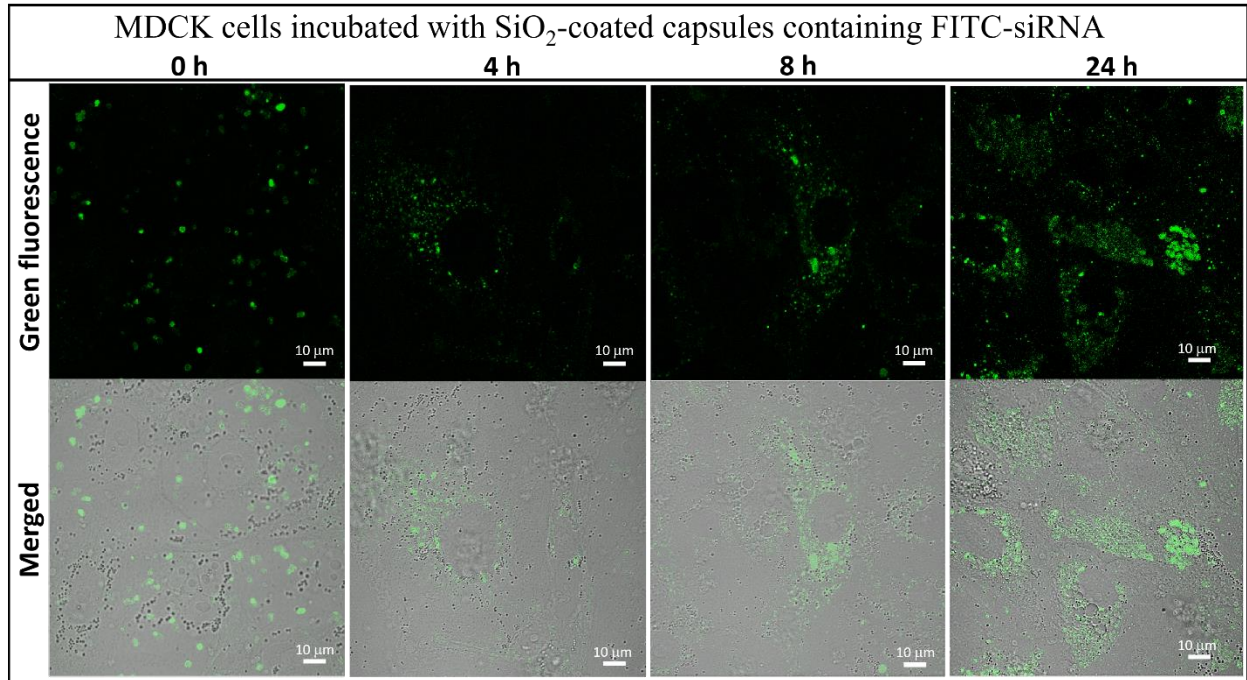 MDCK cells incubated with SiO₂-coated capsules containing FITC-siRNA
0 h 4 h 8 h 24 h
Green fluorescence
10 µm 10 µm 10 µm 10 µm
Merged
10 µm 10 µm 10 µm 10 µm